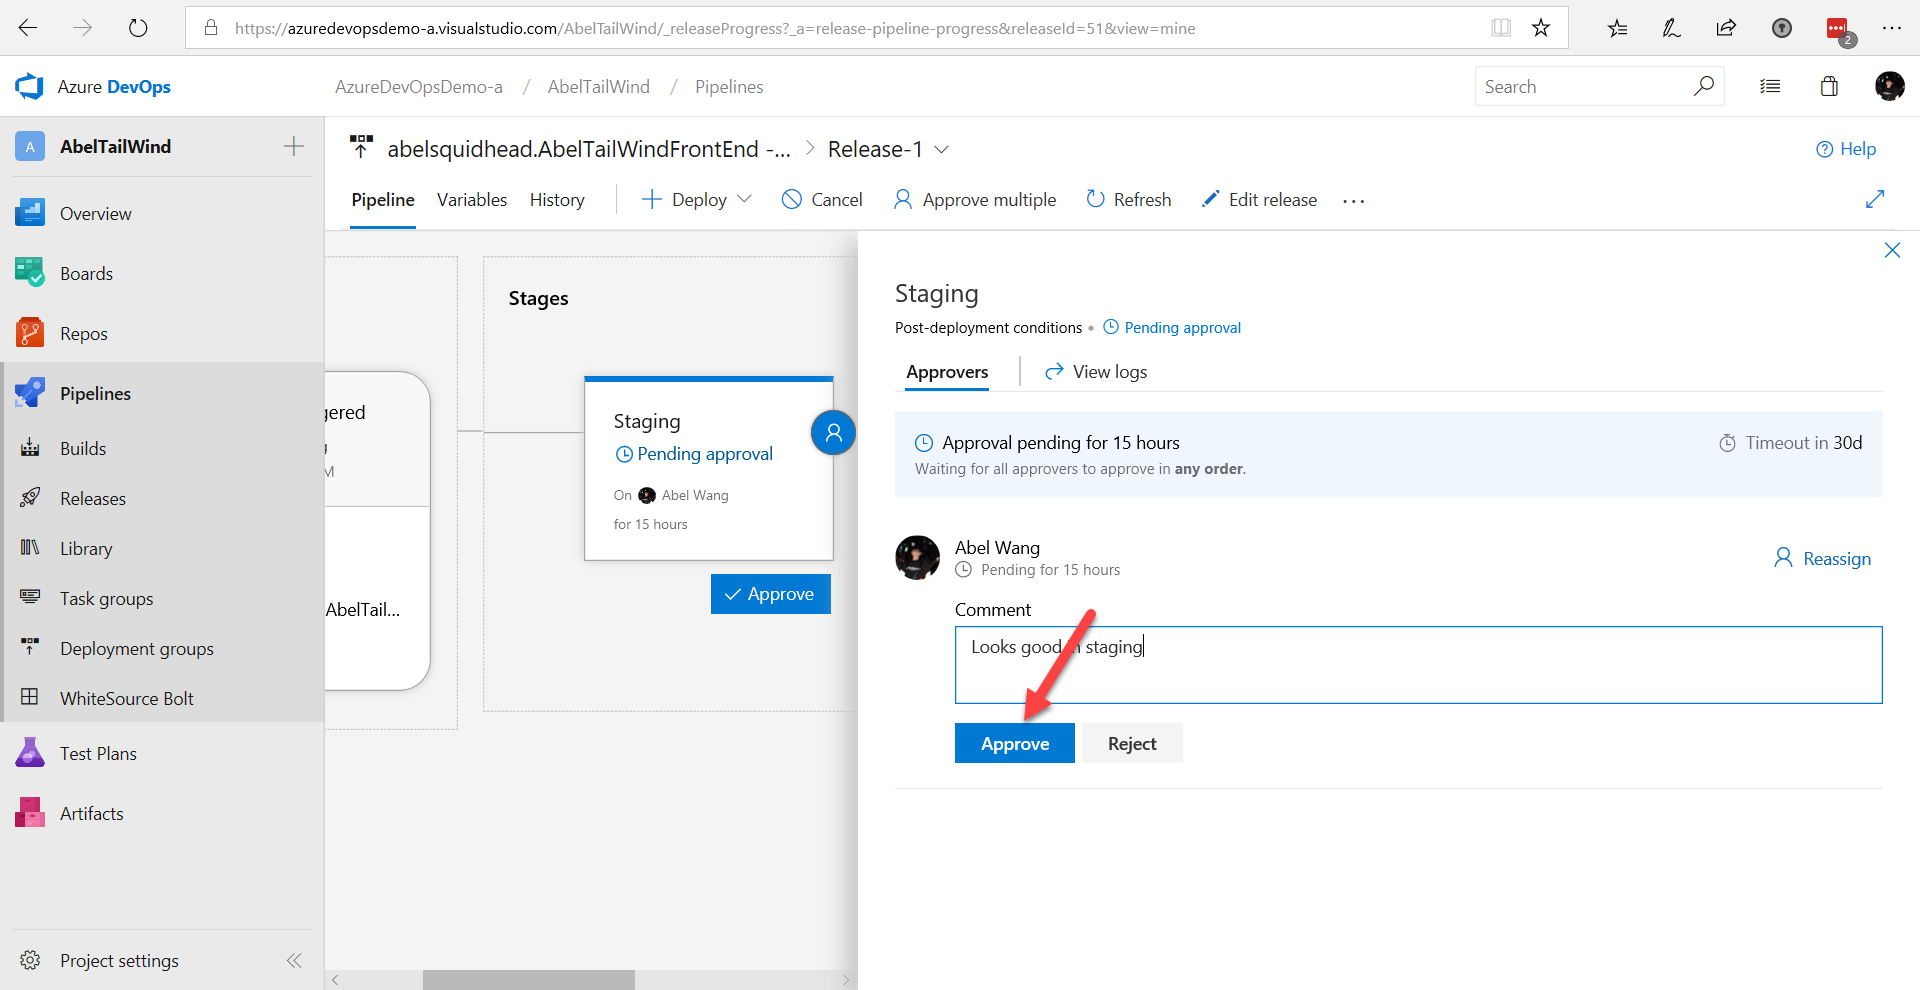 https://azuredevopsdemo-a.visualstudio.com/AbelTailWind/_releaseProgress?_a=release-pipeline-progress&releaseId=51&view=mine
2
Azure DevOps
AzureDevOpsDemo-a / AbelTailWind / Pipelines
Search
A AbelTailWind
abelsquidhead.AbelTailWindFrontEnd -... > Release-1
Help
Pipeline Variables History Deploy Cancel Approve multiple Refresh Edit release ...
Overview
Boards
Repos
Pipelines
Builds
Releases
Library
Task groups
Deployment groups
WhiteSource Bolt
Test Plans
Artifacts
Project settings
gered
M
AbelTail...
Stages
Staging
Pending approval
On Abel Wang
for 15 hours
Approve
Staging
Post-deployment conditions • Pending approval
Approvers View logs
Approval pending for 15 hours
Timeout in 30d
Waiting for all approvers to approve in any order.
Abel Wang
Pending for 15 hours
Reassign
Comment
Looks good in staging
Approve Reject